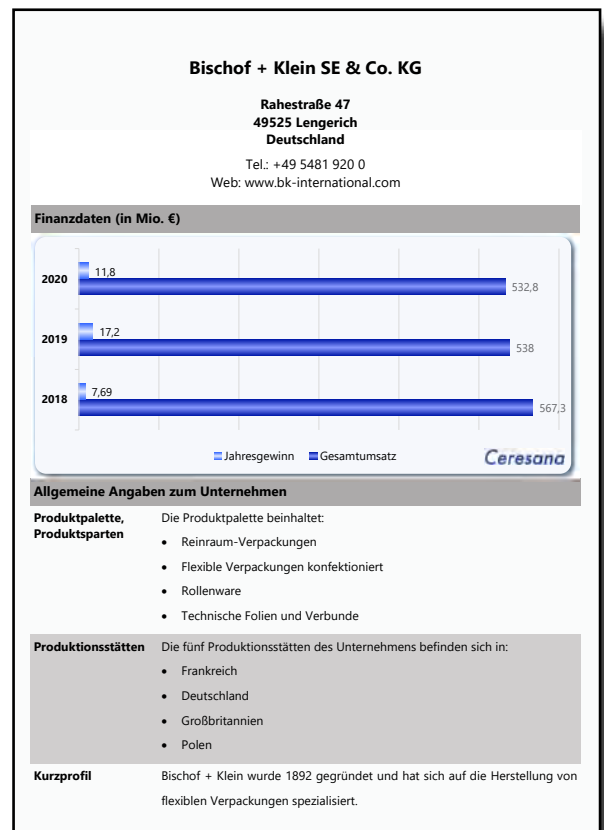 Bischof + Klein SE & Co. KG
Rahestraße 47
49525 Lengerich
Deutschland
Tel.: +49 5481 920 0
Web: www.bk-international.com
Finanzdaten (in Mio. €)
2020
11,8
532,8
2019
17,2
538
2018
7,69
567,3
Jahresgewinn
Gesamtumsatz
Ceresana
Allgemeine Angaben zum Unternehmen
Produktpalette, Produktsparten
Die Produktpalette beinhaltet:
• Reinraum-Verpackungen
• Flexible Verpackungen konfektioniert
• Rollenware
• Technische Folien und Verbunde
Produktionsstätten
Die fünf Produktionsstätten des Unternehmens befinden sich in:
• Frankreich
• Deutschland
• Großbritannien
• Polen
Kurzprofil
Bischof + Klein wurde 1892 gegründet und hat sich auf die Herstellung von
flexiblen Verpackungen spezialisiert.